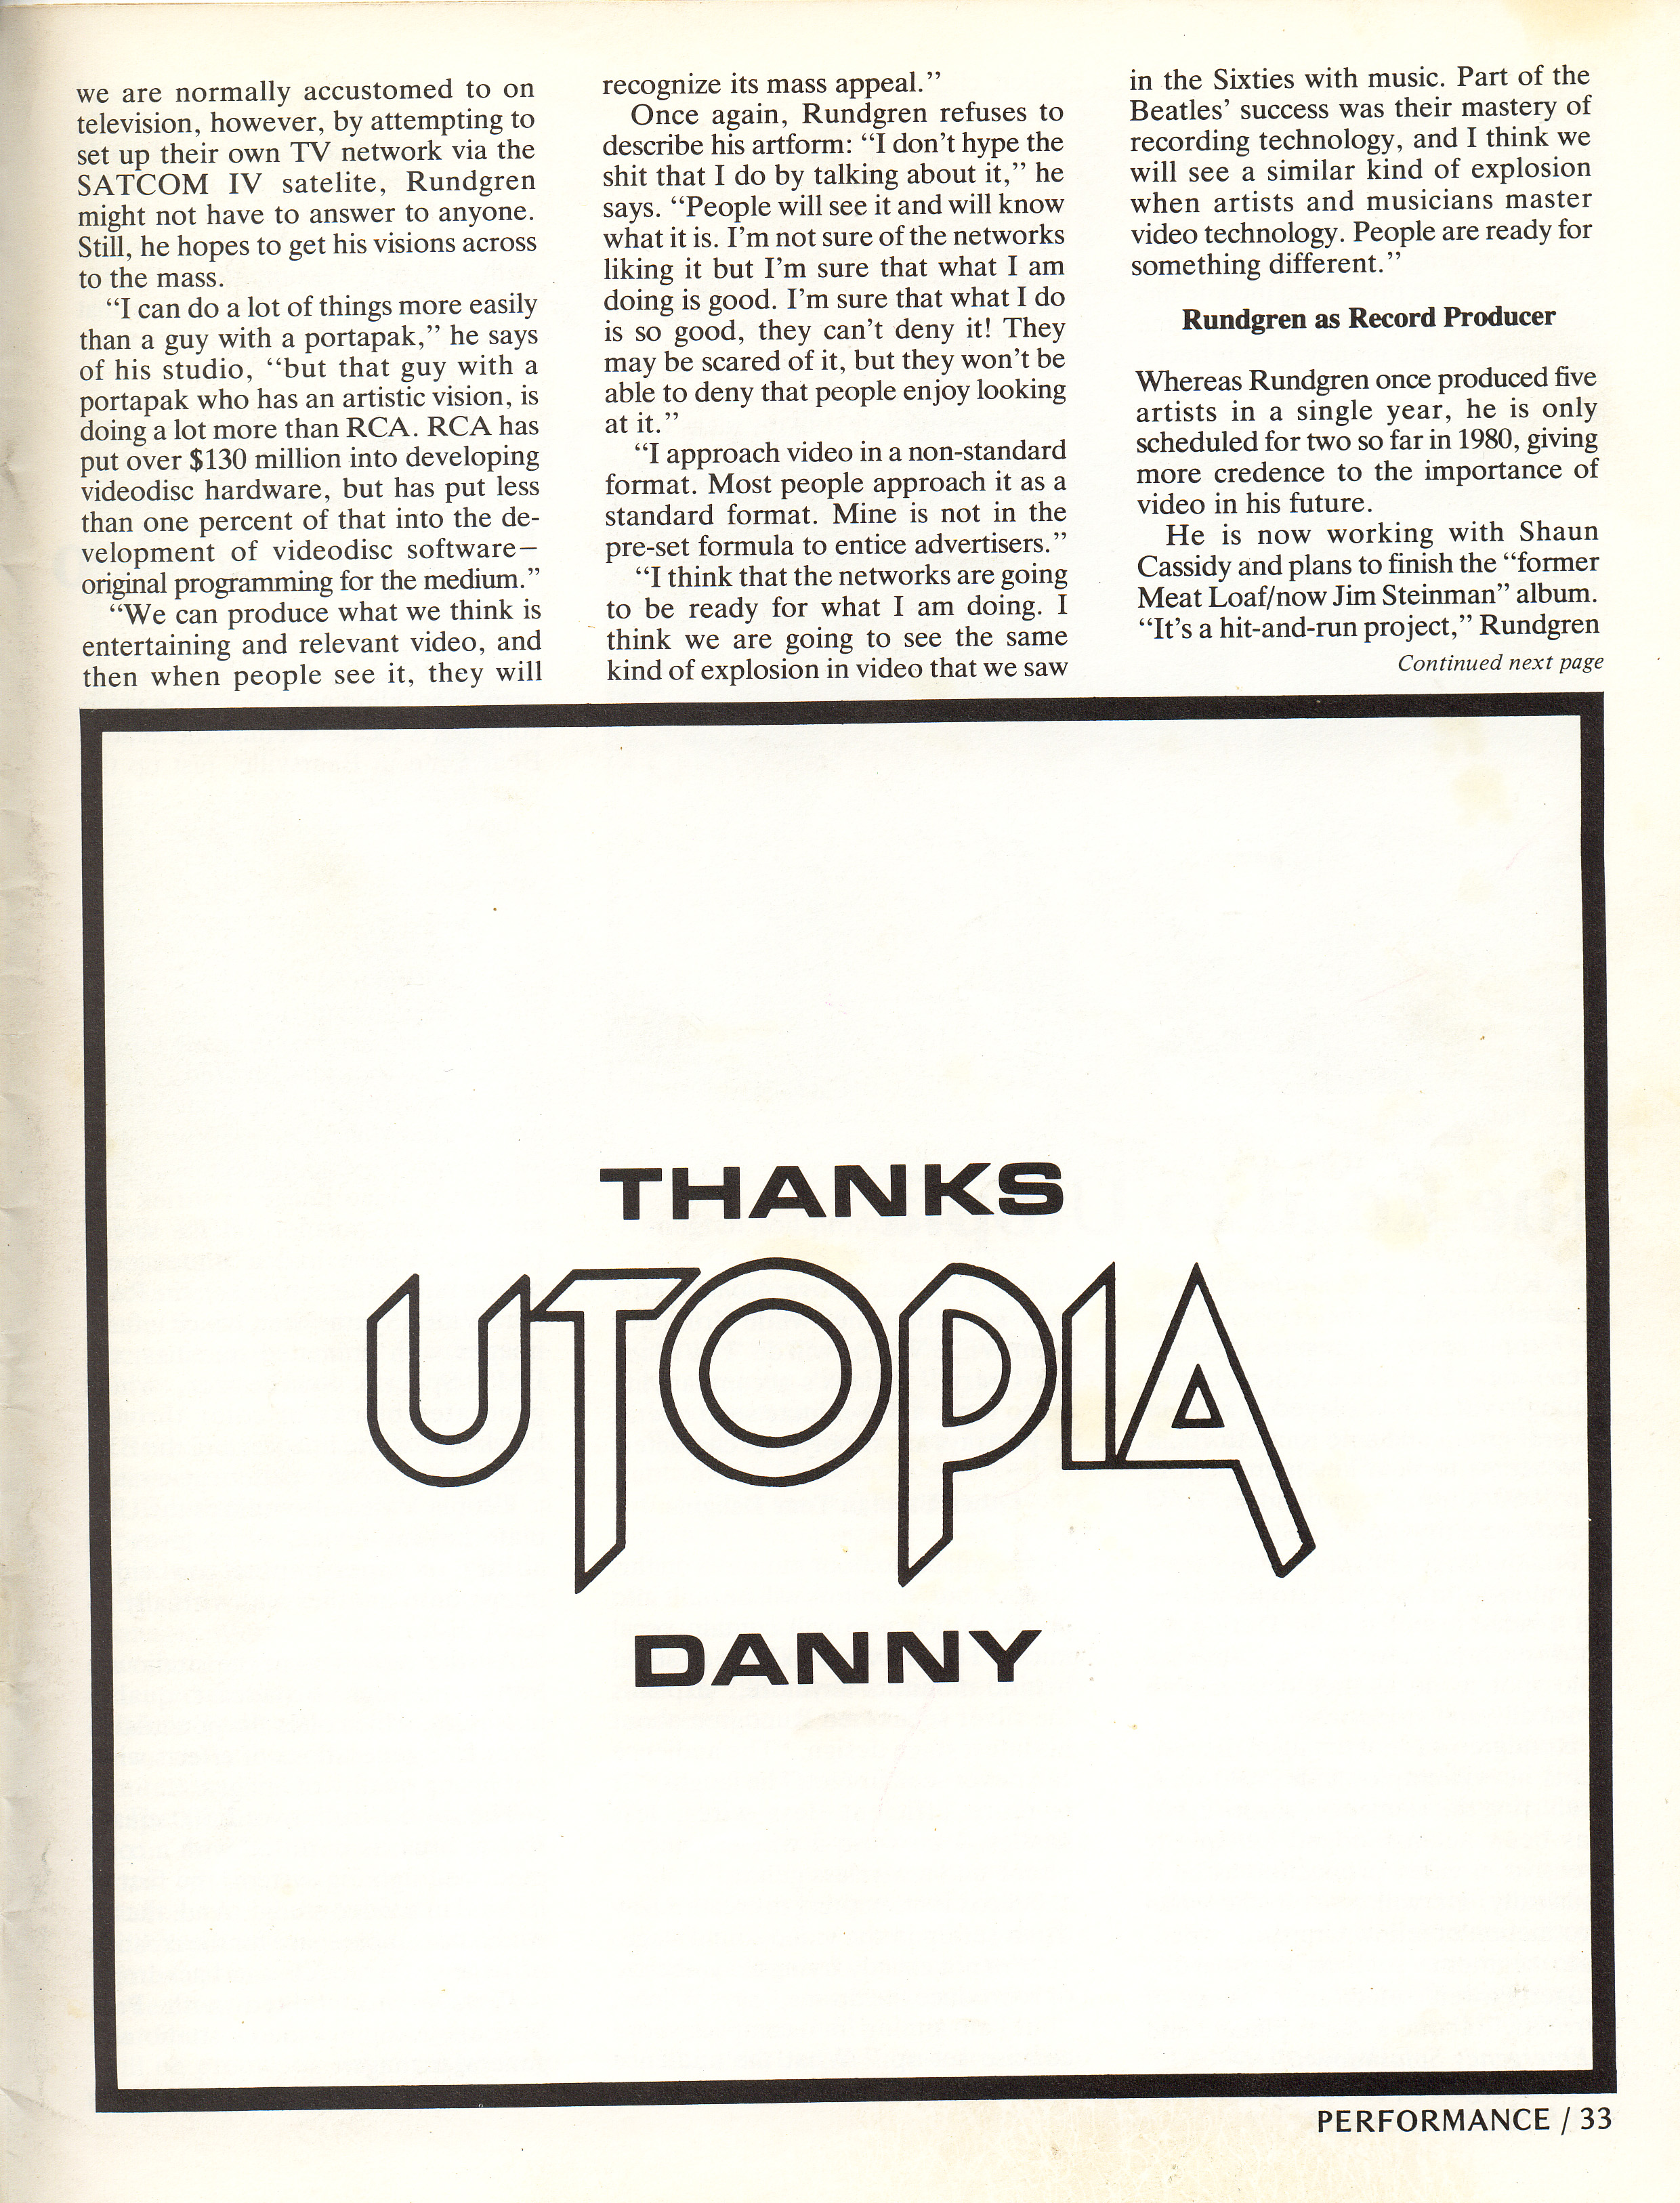 we are normally accustomed to on
television, however, by attempting to
set up their own TV network via the
SATCOM IV satelite, Rundgren
might not have to answer to anyone.
Still, he hopes to get his visions across
to the mass.
“I can do a lot of things more easily
than a guy with a portapak,” he says
of his studio, “but that guy with a
portapak who has an artistic vision, is
doing a lot more than RCA. RCA has
put over $130 million into developing
videodisc hardware, but has put less
than one percent of that into the de-
velopment of videodisc software—
original programming for the medium.”
“We can produce what we think is
entertaining and relevant video, and
then when people see it, they will
recognize its mass appeal.”
Once again, Rundgren refuses to
describe his artform: “I don't hype the
shit that I do by talking about it,” he
says. “People will see it and will know
what it is. I'm not sure of the networks
liking it but I'm sure that what I am
doing is good. I'm sure that what I do
is so good, they can't deny it! They
may be scared of it, but they won't be
able to deny that people enjoy looking
at it.”
“I approach video in a non-standard
format. Most people approach it as a
standard format. Mine is not in the
pre-set formula to entice advertisers.”
“I think that the networks are going
to be ready for what I am doing. I
think we are going to see the same
kind of explosion in video that we saw
in the Sixties with music. Part of the
Beatles' success was their mastery of
recording technology, and I think we
will see a similar kind of explosion
when artists and musicians master
video technology. People are ready for
something different.”
Rundgren as Record Producer
Whereas Rundgren once produced five
artists in a single year, he is only
scheduled for two so far in 1980, giving
more credence to the importance of
video in his future.
He is now working with Shaun
Cassidy and plans to finish the “former
Meat Loaf/now Jim Steinman” album.
“It's a hit-and-run project,” Rundgren
Continued next page
THANKS
UTOPIA
DANNY
PERFORMANCE / 33